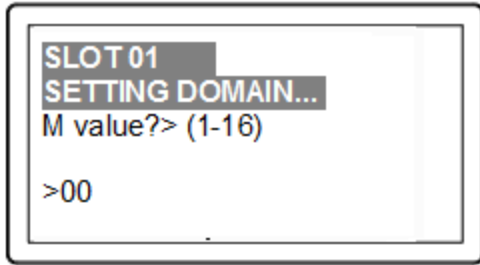 SLOT 01
SETTING DOMAIN...
M value?> (1-16)
>00